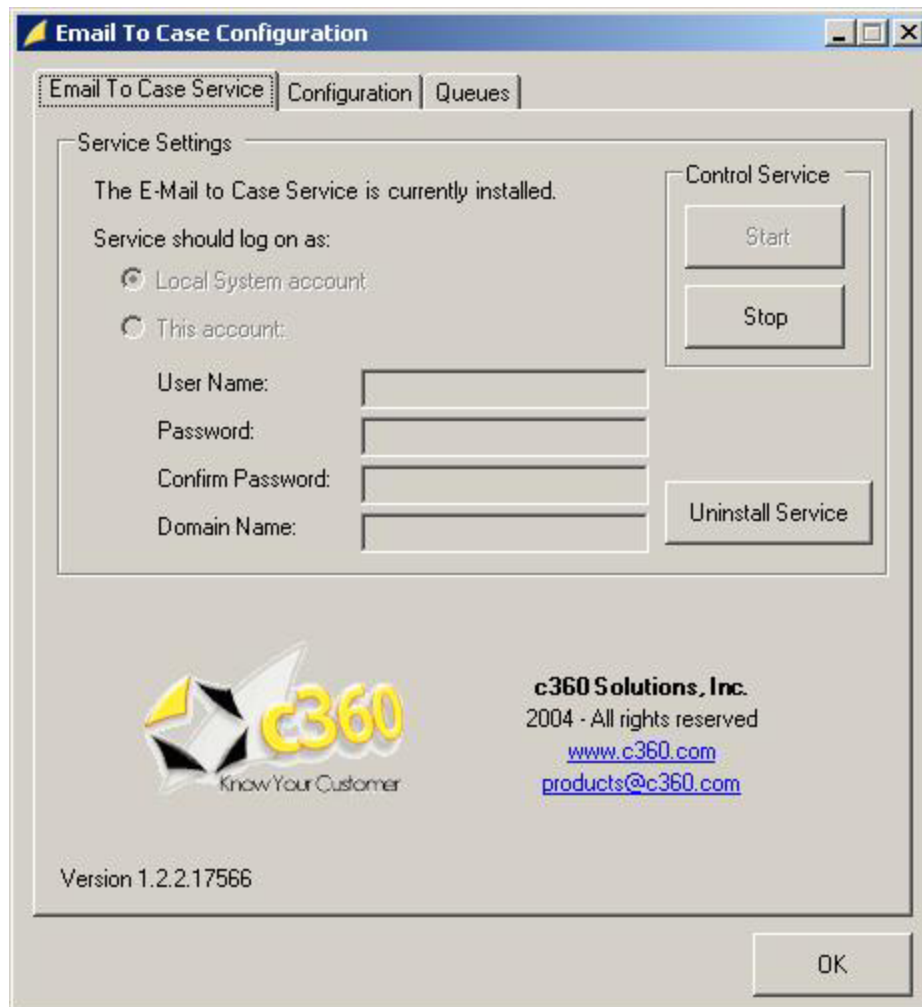 Email To Case Configuration
Email To Case Service
Configuration
Queues
Service Settings
The E-Mail to Case Service is currently installed.
Control Service
Service should log on as:
Start
Local System account
Stop
This account:
User Name:
Password:
Confirm Password:
Uninstall Service
Domain Name:
c360
Know Your Customer
c360 Solutions, Inc.
2004 - All rights reserved
www.c360.com
products@c360.com
Version 1.2.2.17566
OK